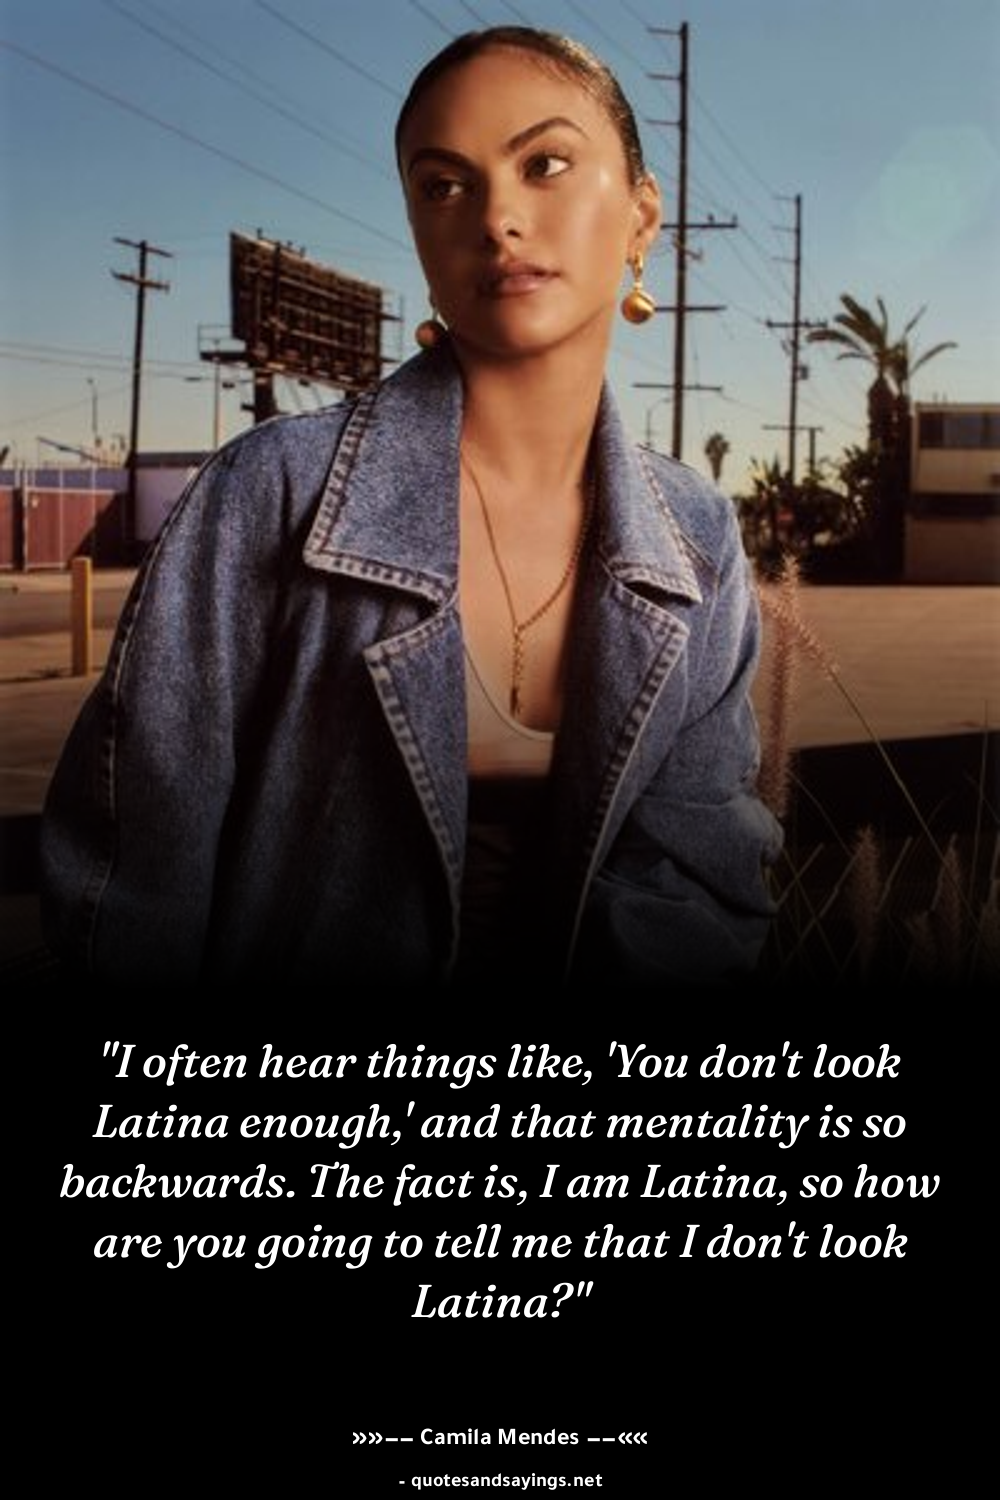 "I often hear things like, 'You don't look
Latina enough,' and that mentality is so
backwards. The fact is, I am Latina, so how
are you going to tell me that I don't look
Latina?"
»»−− Camila Mendes −−««
- quotesandsayings.net